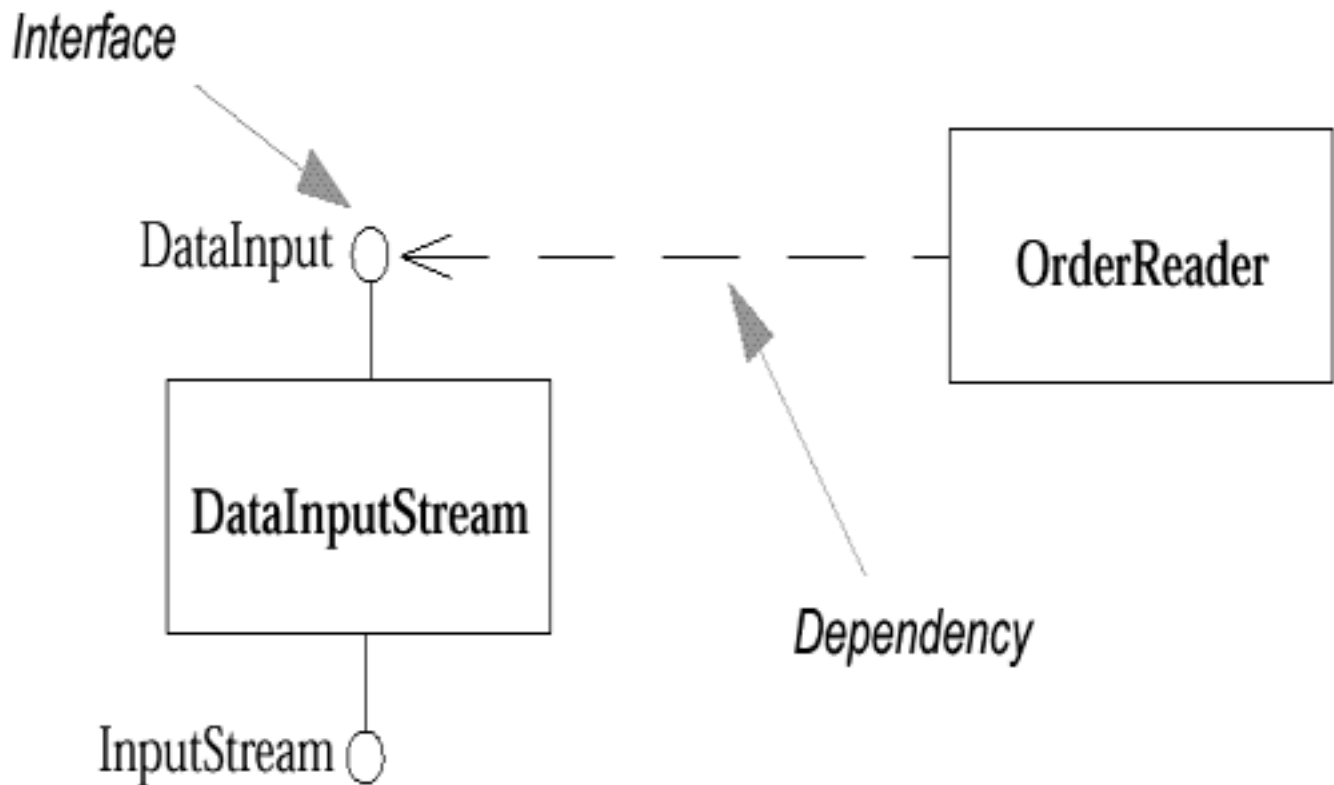 Interface
DataInput
OrderReader
DataInputStream
Dependency
InputStream